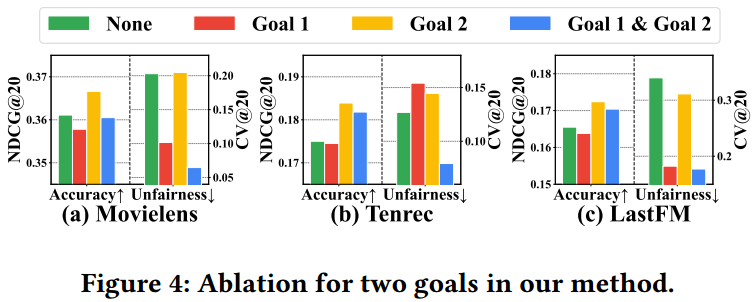 None Goal 1 Goal 2 Goal 1 & Goal 2
NDCG@20
0.37
0.36
0.35
0.20
0.15
0.10
0.05
CV@20
Accuracy↑ Unfairness↓
(a) Movielens
NDCG@20
0.19
0.18
0.17
0.15
0.10
CV@20
Accuracy↑ Unfairness↓
(b) Tenrec
NDCG@20
0.18
0.17
0.16
0.15
0.3
0.2
CV@20
Accuracy↑ Unfairness↓
(c) LastFM
Figure 4: Ablation for two goals in our method.